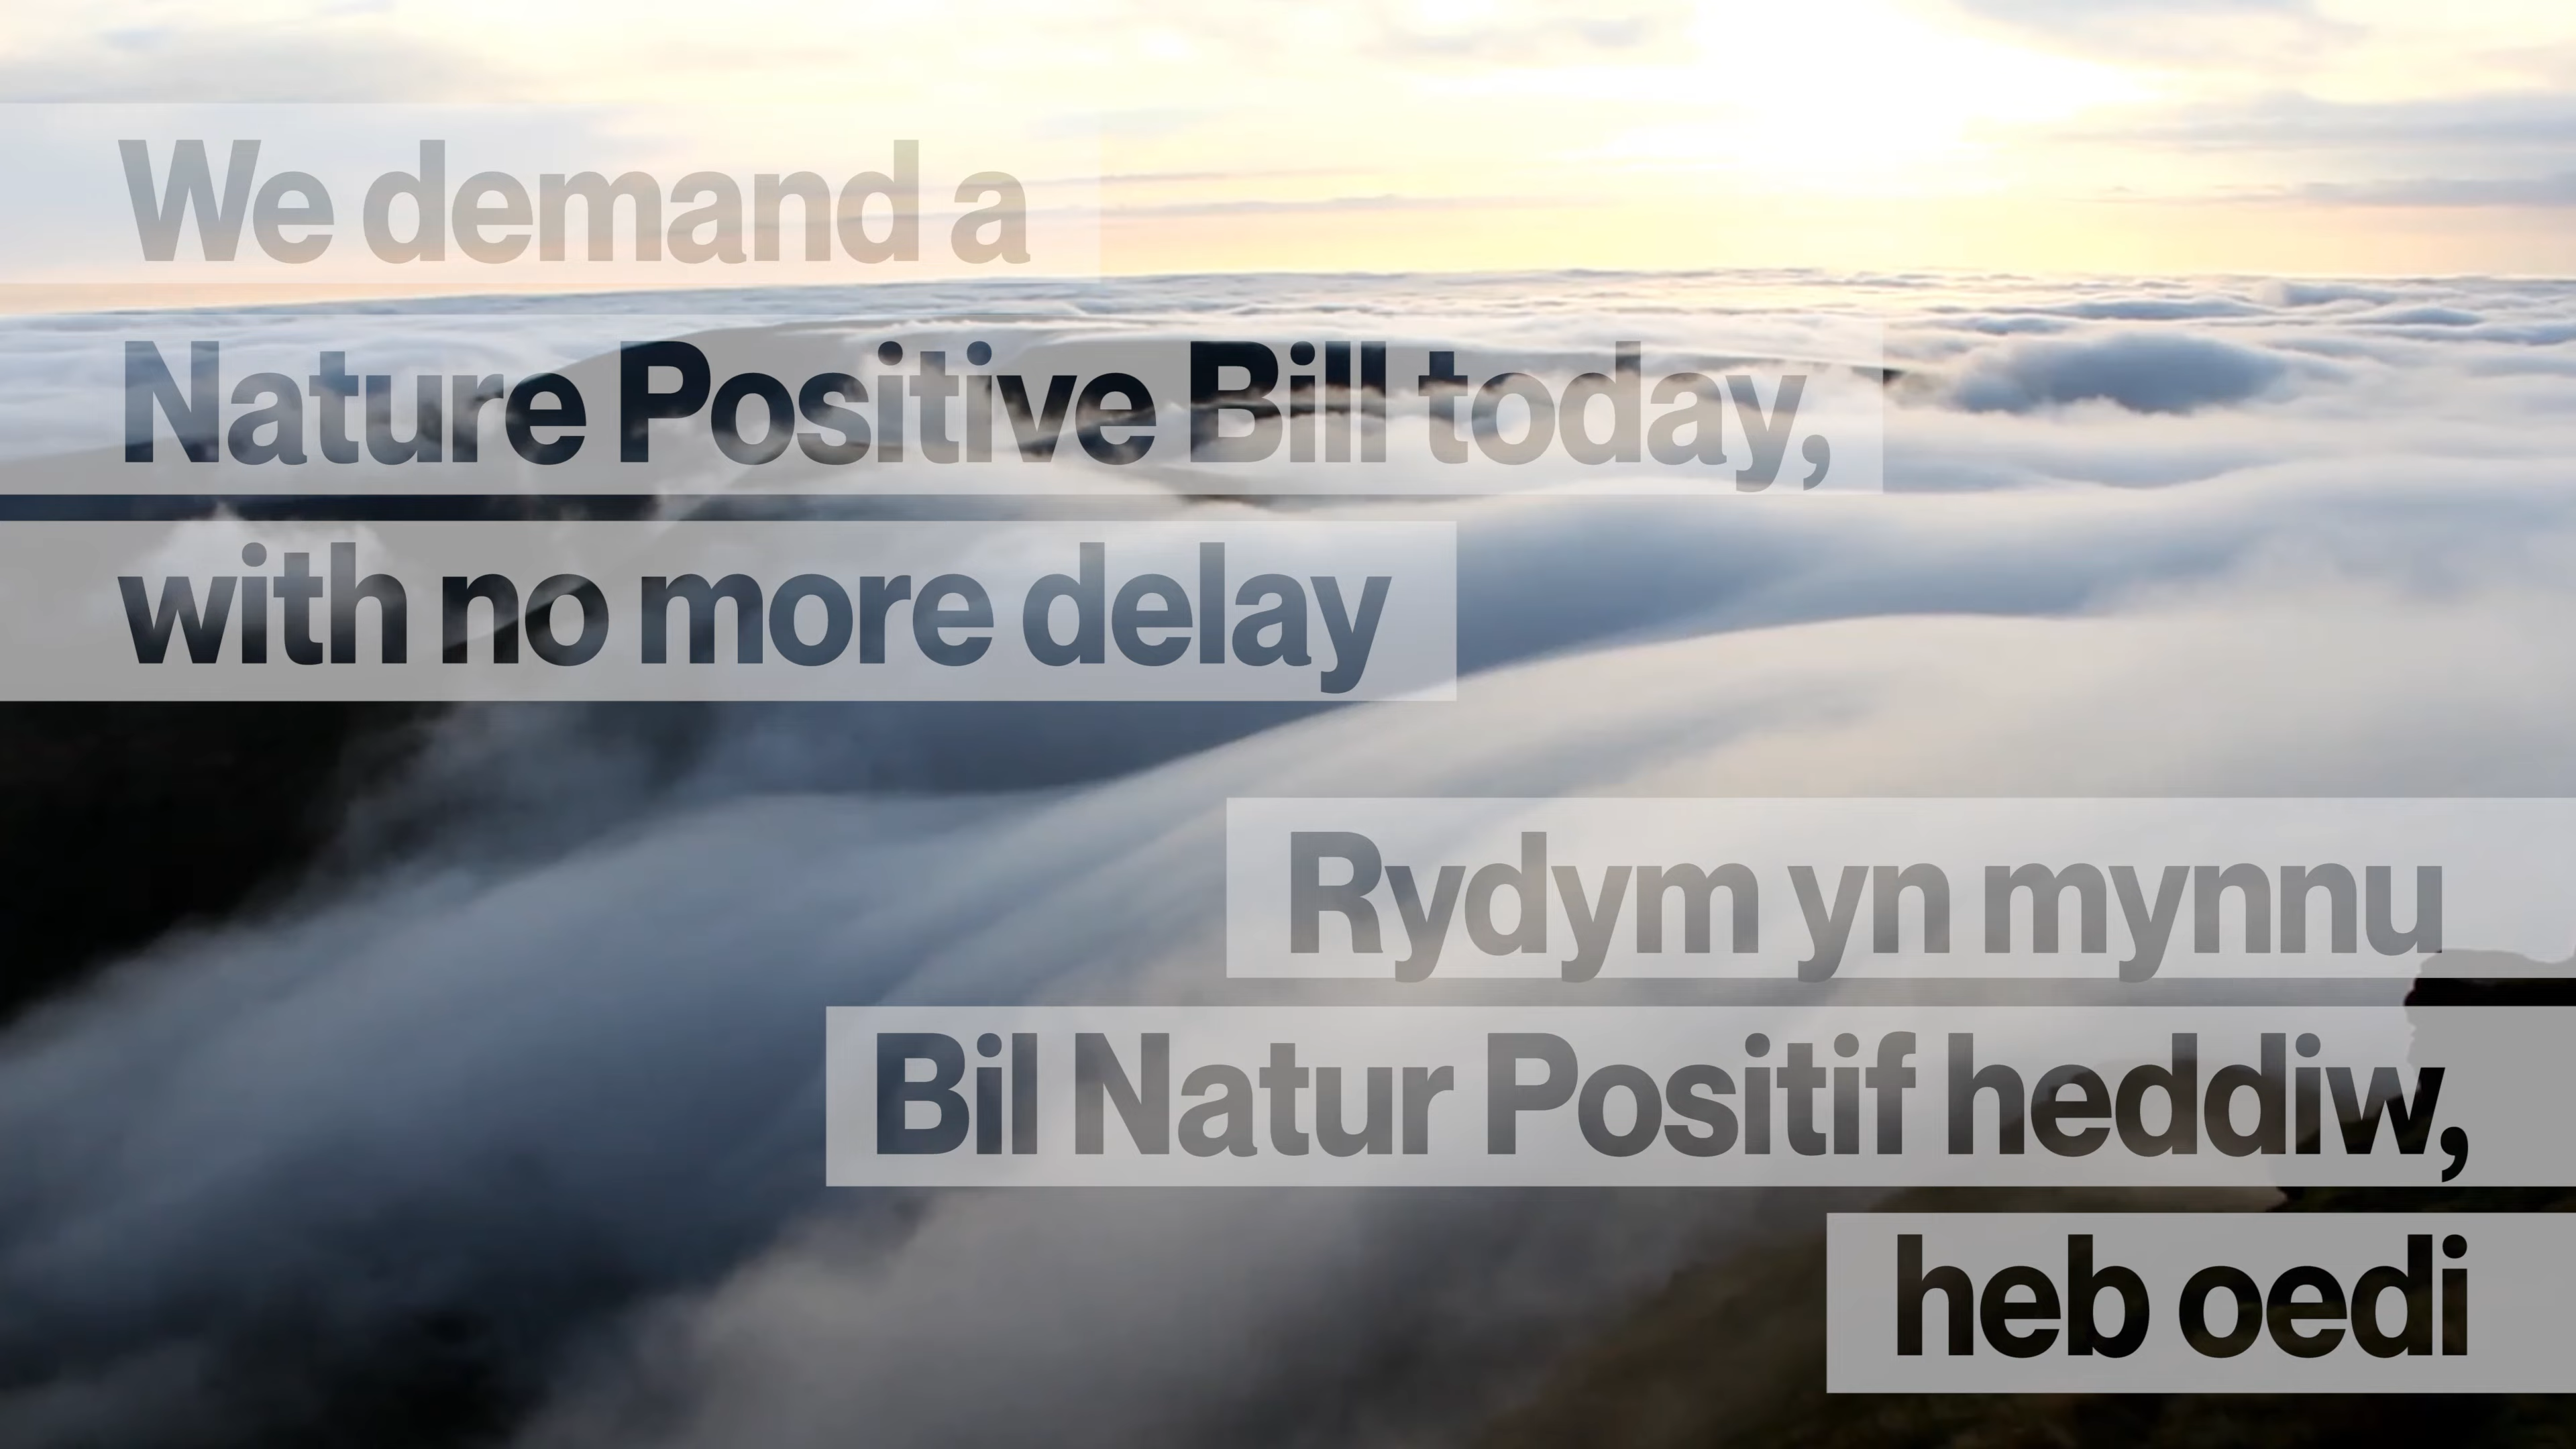 We demand a
Nature Positive Bill today,
with no more delay
Rydym yn mynnu
Bil Natur Positif heddiw,
heb oedi